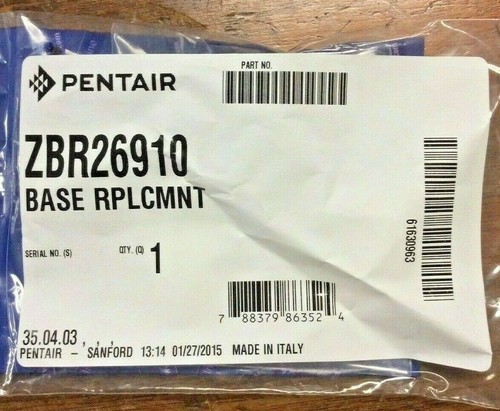 PENTAIR
PART NO.
ZBR26910
BASE RPLCMNT
SERIAL NO. (S)
QTY. (Q) 1
61630963
7 88379 86352 4
35.04.03 , , ,
PENTAIR - SANFORD 13:14 01/27/2015 MADE IN ITALY